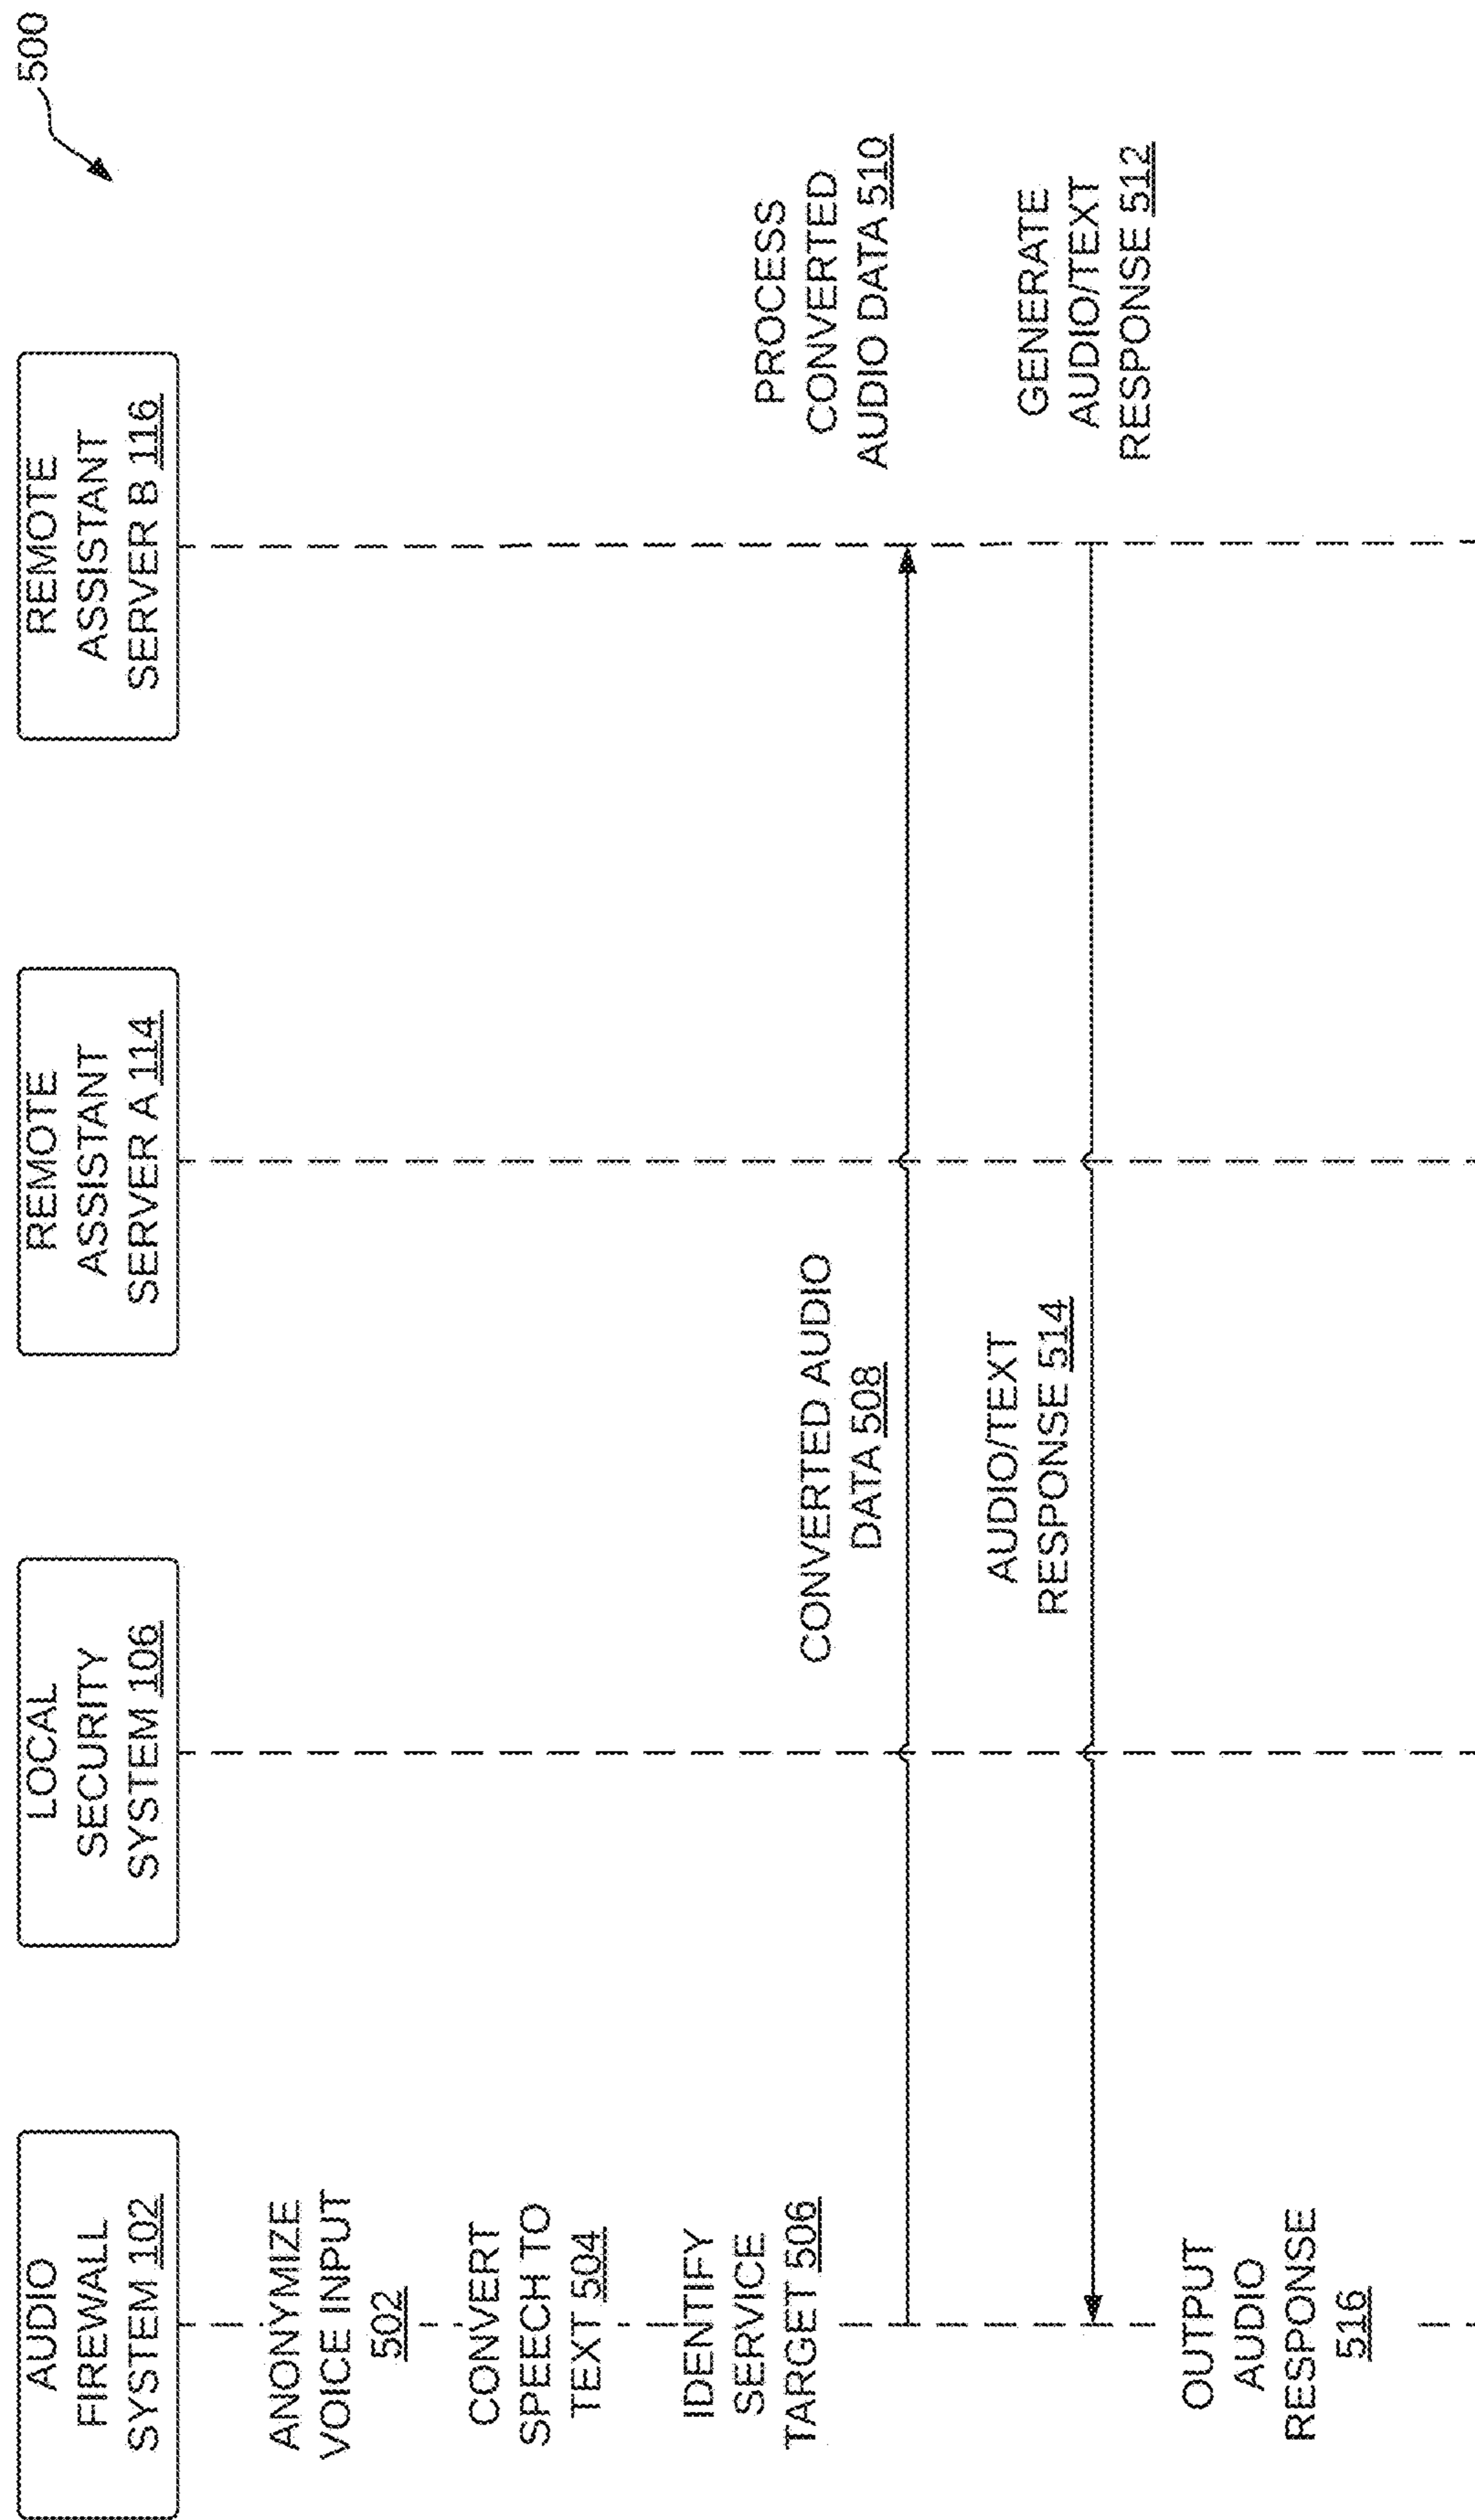 500
AUDIO
FIREWALL
SYSTEM 102
LOCAL
SECURITY
SYSTEM 106
REMOTE
ASSISTANT
SERVER A 114
REMOTE
ASSISTANT
SERVER B 116
ANONYMIZE
VOICE INPUT
502
CONVERT
SPEECH TO
TEXT 504
IDENTIFY
SERVICE
TARGET 506
CONVERTED AUDIO
DATA 508
PROCESS
CONVERTED
AUDIO DATA 510
GENERATE
AUDIO/TEXT
RESPONSE 512
AUDIO/TEXT
RESPONSE 514
OUTPUT
AUDIO
RESPONSE
516